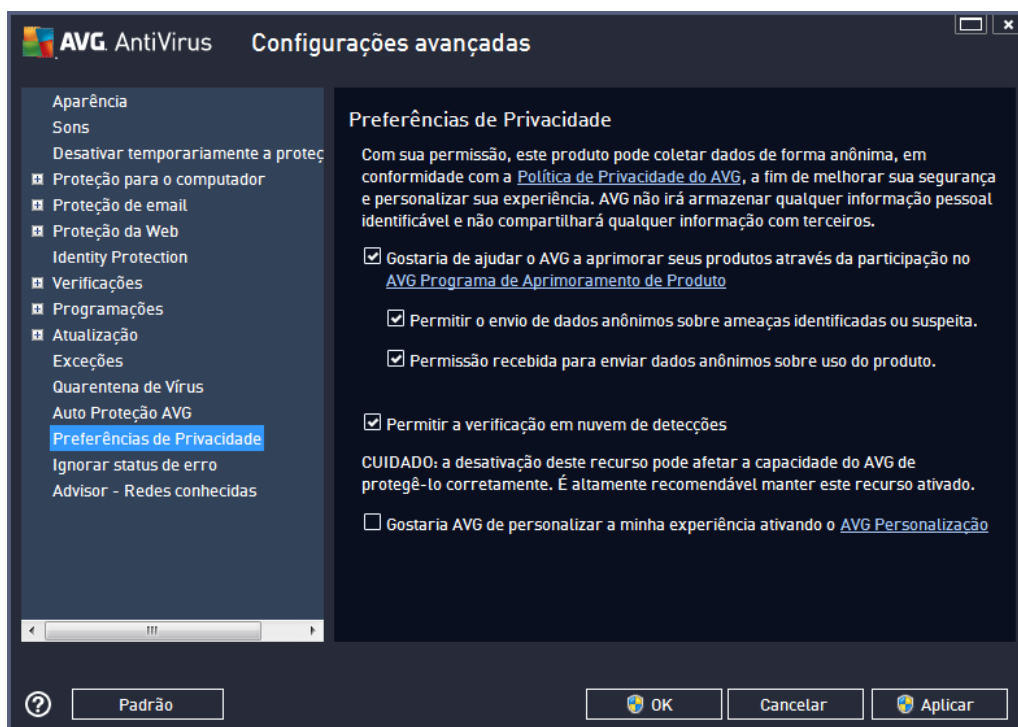 AVG. AntiVirus Configurações avançadas
Aparência
Sons
Desativar temporariamente a proteç
Proteção para o computador
Proteção de email
Proteção da Web
Identity Protection
Verificações
Programações
Atualização
Exceções
Quarentena de Vírus
Auto Proteção AVG
Preferências de Privacidade
Ignorar status de erro
Advisor - Redes conhecidas
Preferências de Privacidade
Com sua permissão, este produto pode coletar dados de forma anônima, em
conformidade com a Política de Privacidade do AVG, a fim de melhorar sua segurança
e personalizar sua experiência. AVG não irá armazenar qualquer informação pessoal
identificável e não compartilhará qualquer informação com terceiros.
Gostaria de ajudar o AVG a aprimorar seus produtos através da participação no
AVG Programa de Aprimoramento de Produto
Permitir o envio de dados anônimos sobre ameaças identificadas ou suspeita.
Permissão recebida para enviar dados anônimos sobre uso do produto.
Permitir a verificação em nuvem de detecções
CUIDADO: a desativação deste recurso pode afetar a capacidade do AVG de
protegê-lo corretamente. É altamente recomendável manter este recurso ativado.
Gostaria AVG de personalizar a minha experiência ativando o AVG Personalização
? Padrão OK Cancelar Aplicar